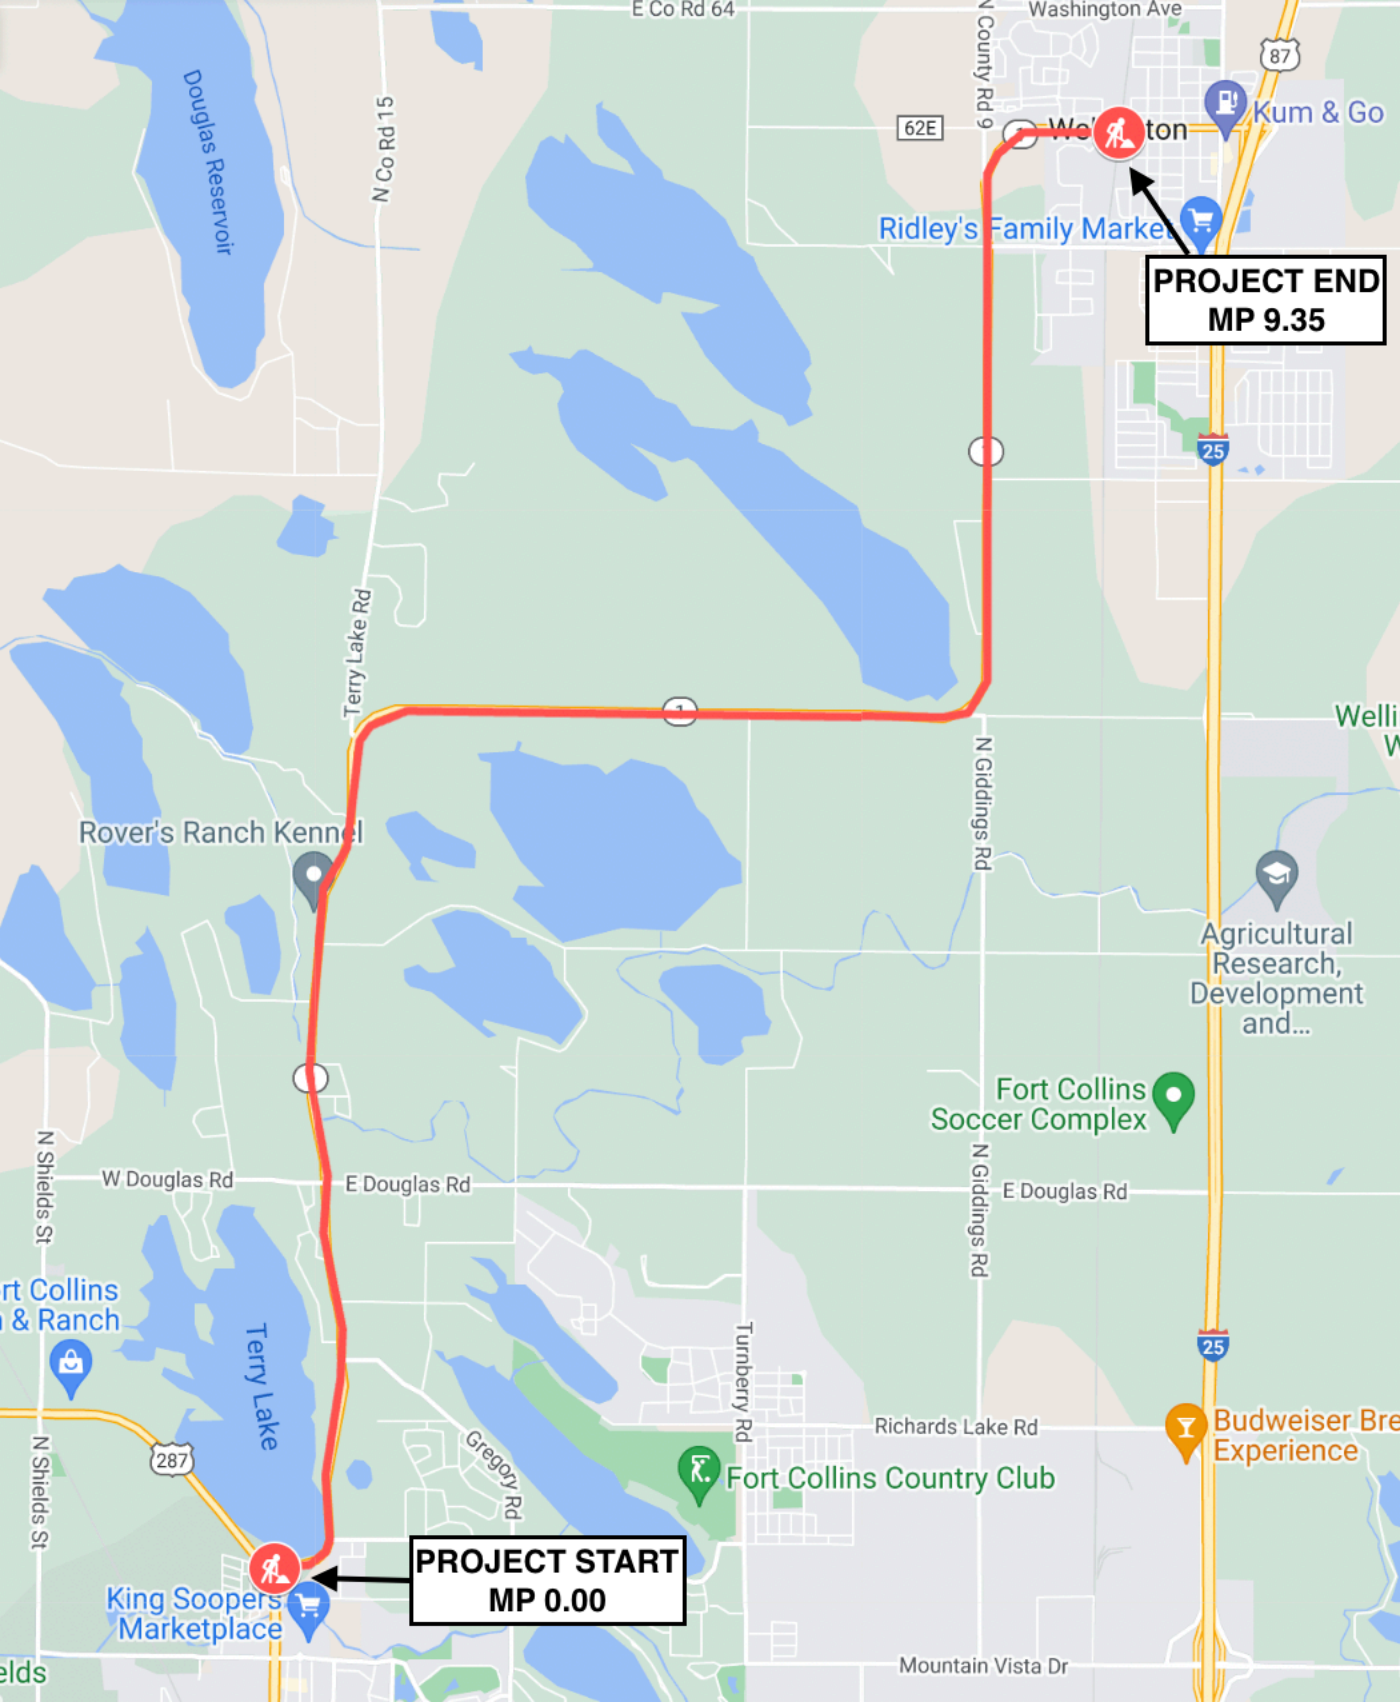 E Co Rd 64
Washington Ave
87
N County Rd 9
Douglas Reservoir
N Co Rd 15
Kum & Go
62E
1
ton
Ridley's Family Market
PROJECT END
MP 9.35
25
Terry Lake Rd
1
Welli
W
N Giddings Rd
Rover's Ranch Kennel
Agricultural
Research,
Development
and...
Fort Collins
Soccer Complex
N Shields St
W Douglas Rd
E Douglas Rd
N Giddings Rd
E Douglas Rd
rt Collins
& Ranch
Terry Lake
Turnberry Rd
25
Richards Lake Rd
Budweiser Bre
Experience
N Shields St
287
Gregory Rd
Fort Collins Country Club
PROJECT START
MP 0.00
King Soopers
Marketplace
elds
Mountain Vista Dr